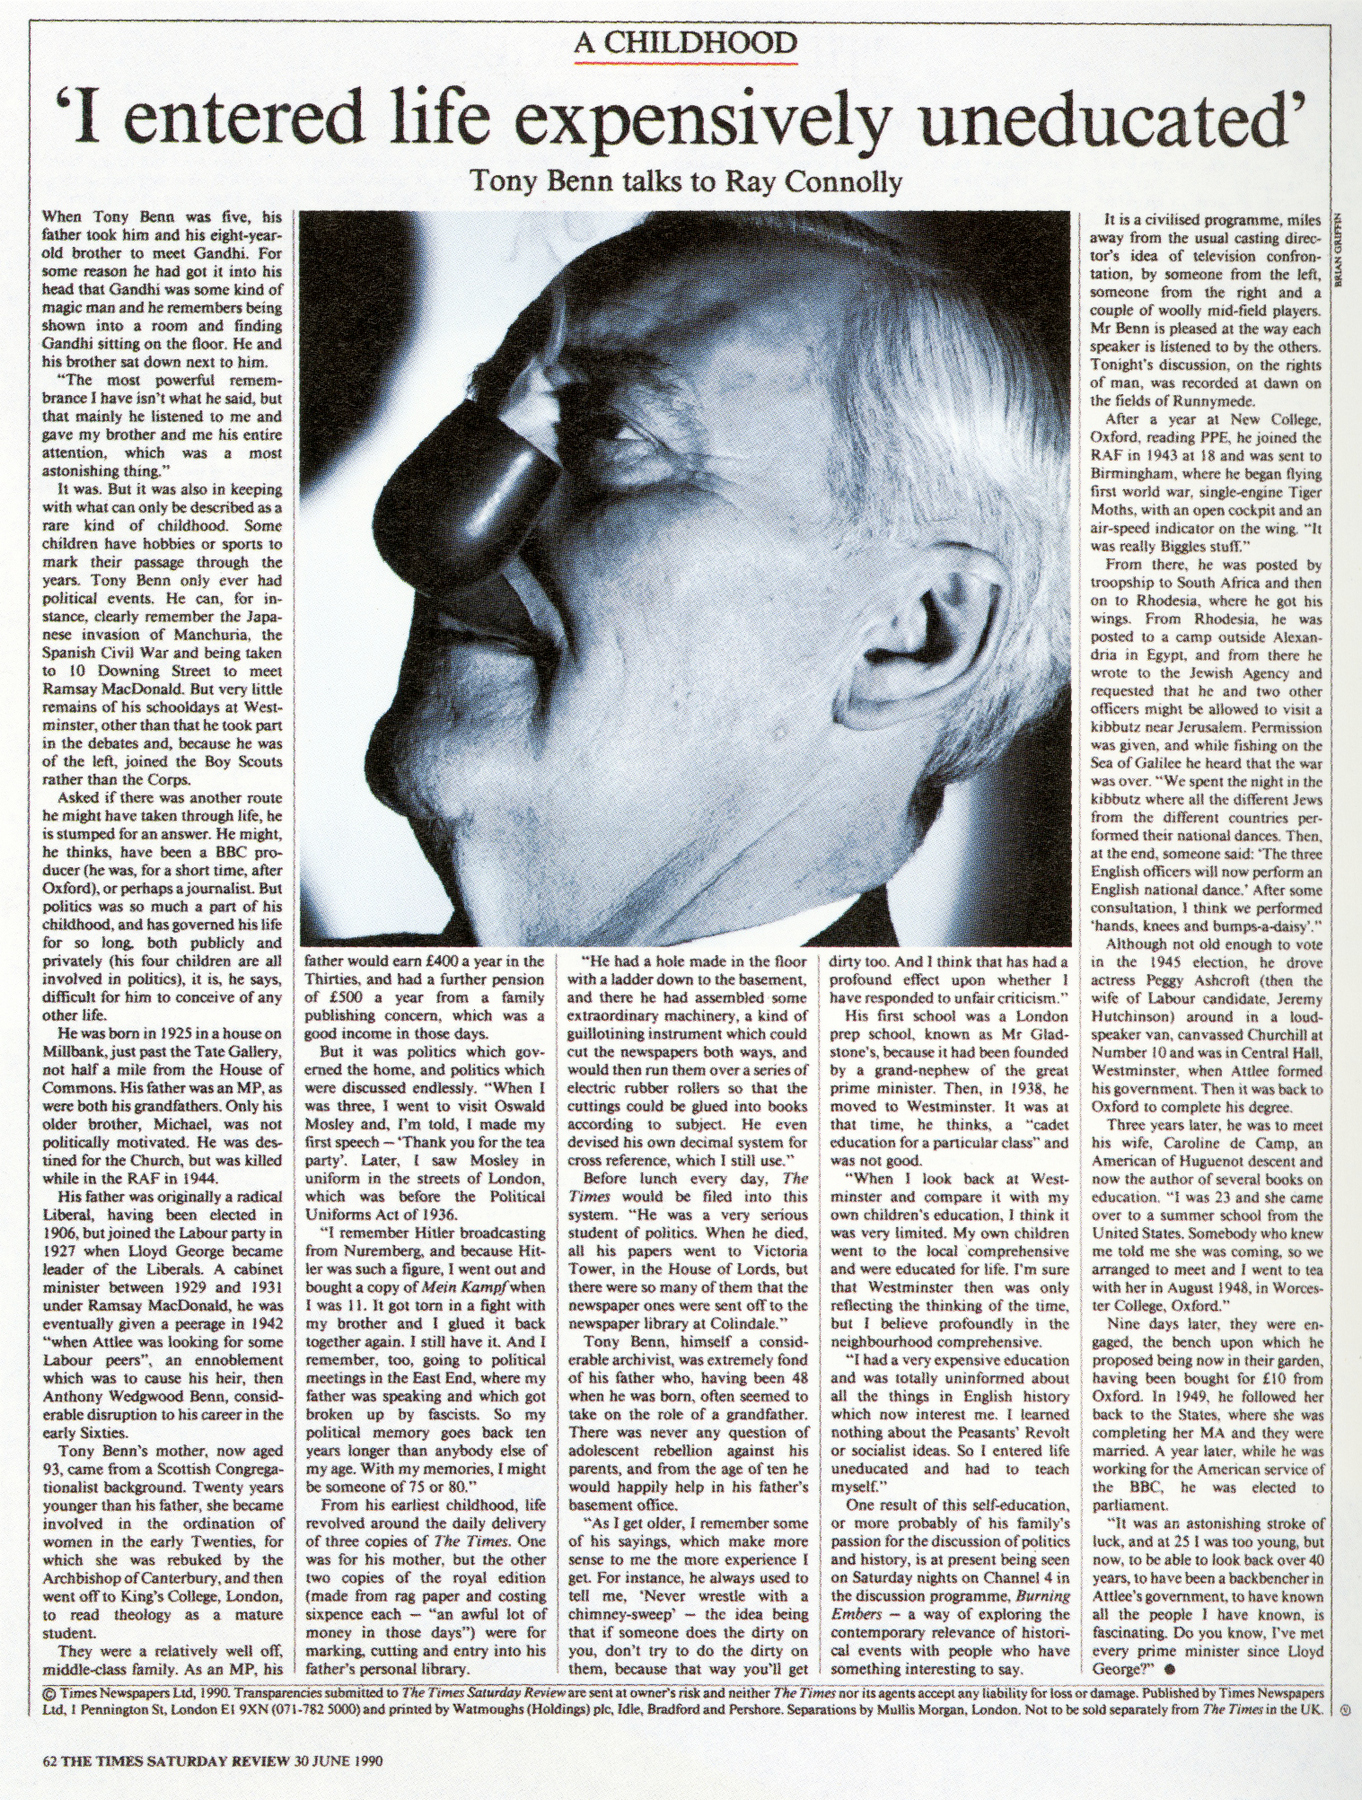 A CHILDHOOD
‘I entered life expensively uneducated’
Tony Benn talks to Ray Connolly
When Tony Benn was five, his
father took him and his eight-year-
old brother to meet Gandhi. For
some reason he had got it into his
head that Gandhi was some kind of
magic man and he remembers being
shown into a room and finding
Gandhi sitting on the floor. He and
his brother sat down next to him.
“The most powerful remem-
brance I have isn’t what he said, but
that mainly he listened to me and
gave my brother and me his entire
attention, which was a most
astonishing thing.”
It was. But it was also in keeping
with what can only be described as a
rare kind of childhood. Some
children have hobbies or sports to
mark their passage through the
years. Tony Benn only ever had
political events. He can, for in-
stance, clearly remember the Japa-
nese invasion of Manchuria, the
Spanish Civil War and being taken
to 10 Downing Street to meet
Ramsay MacDonald. But very little
remains of his schooldays at West-
minster, other than that he took part
in the debates and, because he was
of the left, joined the Boy Scouts
rather than the Corps.
Asked if there was another route
he might have taken through life, he
is stumped for an answer. He might,
he thinks, have been a BBC pro-
ducer (he was, for a short time, after
Oxford), or perhaps a journalist. But
politics was so much a part of his
childhood, and has governed his life
for so long, both publicly and
privately (his four children are all
involved in politics), it is, he says,
difficult for him to conceive of any
other life.
He was born in 1925 in a house on
Millbank, just past the Tate Gallery,
not half a mile from the House of
Commons. His father was an MP, as
were both his grandfathers. Only his
older brother, Michael, was not
politically motivated. He was des-
tined for the Church, but was killed
while in the RAF in 1944.
His father was originally a radical
Liberal, having been elected in
1906, but joined the Labour party in
1927 when Lloyd George became
leader of the Liberals. A cabinet
minister between 1929 and 1931
under Ramsay MacDonald, he was
eventually given a peerage in 1942
“when Attlee was looking for some
Labour peers”, an ennoblement
which was to cause his heir, then
Anthony Wedgwood Benn, consid-
erable disruption to his career in the
early Sixties.
Tony Benn’s mother, now aged
93, came from a Scottish Congrega-
tionalist background. Twenty years
younger than his father, she became
involved in the ordination of
women in the early Twenties, for
which she was rebuked by the
Archbishop of Canterbury, and then
went off to King’s College, London,
to read theology as a mature
student.
They were a relatively well off,
middle-class family. As an MP, his
father would earn £400 a year in the
Thirties, and had a further pension
of £500 a year from a family
publishing concern, which was a
good income in those days.
But it was politics which gov-
erned the home, and politics which
were discussed endlessly. “When I
was three, I went to visit Oswald
Mosley and, I’m told, I made my
first speech – ‘Thank you for the tea
party’. Later, I saw Mosley in
uniform in the streets of London,
which was before the Political
Uniforms Act of 1936.
“I remember Hitler broadcasting
from Nuremberg, and because Hit-
ler was such a figure, I went out and
bought a copy of Mein Kampf when
I was 11. It got torn in a fight with
my brother and I glued it back
together again. I still have it. And I
remember, too, going to political
meetings in the East End, where my
father was speaking and which got
broken up by fascists. So my
political memory goes back ten
years longer than anybody else of
my age. With my memories, I might
be someone of 75 or 80.”
From his earliest childhood, life
revolved around the daily delivery
of three copies of The Times. One
was for his mother, but the other
two copies of the royal edition
(made from rag paper and costing
sixpence each – “an awful lot of
money in those days”) were for
marking, cutting and entry into his
father’s personal library.
“He had a hole made in the floor
with a ladder down to the basement,
and there he had assembled some
extraordinary machinery, a kind of
guillotining instrument which could
cut the newspapers both ways, and
would then run them over a series of
electric rubber rollers so that the
cuttings could be glued into books
according to subject. He even
devised his own decimal system for
cross reference, which I still use.”
Before lunch every day, The
Times would be filed into this
system. “He was a very serious
student of politics. When he died,
all his papers went to Victoria
Tower, in the House of Lords, but
there were so many of them that the
newspaper ones were sent off to the
newspaper library at Colindale.”
Tony Benn, himself a consid-
erable archivist, was extremely fond
of his father who, having been 48
when he was born, often seemed to
take on the role of a grandfather.
There was never any question of
adolescent rebellion against his
parents, and from the age of ten he
would happily help in his father’s
basement office.
“As I get older, I remember some
of his sayings, which make more
sense to me the more experience I
get. For instance, he always used to
tell me, ‘Never wrestle with a
chimney-sweep’ – the idea being
that if someone does the dirty on
you, don’t try to do the dirty on
them, because that way you’ll get
dirty too. And I think that has had a
profound effect upon whether I
have responded to unfair criticism.”
His first school was a London
prep school, known as Mr Glad-
stone’s, because it had been founded
by a grand-nephew of the great
prime minister. Then, in 1938, he
moved to Westminster. It was at
that time, he thinks, a “cadet
education for a particular class” and
was not good.
“When I look back at West-
minster and compare it with my
own children’s education, I think it
was very limited. My own children
went to the local comprehensive
and were educated for life. I’m sure
that Westminster then was only
reflecting the thinking of the time,
but I believe profoundly in the
neighbourhood comprehensive.
“I had a very expensive education
and was totally uninformed about
all the things in English history
which now interest me. I learned
nothing about the Peasants’ Revolt
or socialist ideas. So I entered life
uneducated and had to teach
myself.”
One result of this self-education,
or more probably of his family’s
passion for the discussion of politics
and history, is at present being seen
on Saturday nights on Channel 4 in
the discussion programme, Burning
Embers – a way of exploring the
contemporary relevance of histori-
cal events with people who have
something interesting to say.
It is a civilised programme, miles
away from the usual casting direc-
tor’s idea of television confron-
tation, by someone from the left,
someone from the right and a
couple of woolly mid-field players.
Mr Benn is pleased at the way each
speaker is listened to by the others.
Tonight’s discussion, on the rights
of man, was recorded at dawn on
the fields of Runnymede.
After a year at New College,
Oxford, reading PPE, he joined the
RAF in 1943 at 18 and was sent to
Birmingham, where he began flying
first world war, single-engine Tiger
Moths, with an open cockpit and an
air-speed indicator on the wing. “It
was really Biggles stuff.”
From there, he was posted by
troopship to South Africa and then
on to Rhodesia, where he got his
wings. From Rhodesia, he was
posted to a camp outside Alexan-
dria in Egypt, and from there he
wrote to the Jewish Agency and
requested that he and two other
officers might be allowed to visit a
kibbutz near Jerusalem. Permission
was given, and while fishing on the
Sea of Galilee he heard that the war
was over. “We spent the night in the
kibbutz where all the different Jews
from the different countries per-
formed their national dances. Then,
at the end, someone said: ‘The three
English officers will now perform an
English national dance.’ After some
consultation, I think we performed
‘hands, knees and bumps-a-daisy’.”
Although not old enough to vote
in the 1945 election, he drove
actress Peggy Ashcroft (then the
wife of Labour candidate, Jeremy
Hutchinson) around in a loud-
speaker van, canvassed Churchill at
Number 10 and was in Central Hall,
Westminster, when Attlee formed
his government. Then it was back to
Oxford to complete his degree.
Three years later, he was to meet
his wife, Caroline de Camp, an
American of Huguenot descent and
now the author of several books on
education. “I was 23 and she came
over to a summer school from the
United States. Somebody who knew
me told me she was coming, so we
arranged to meet and I went to tea
with her in August 1948, in Worces-
ter College, Oxford.”
Nine days later, they were en-
gaged, the bench upon which he
proposed being now in their garden,
having been bought for £10 from
Oxford. In 1949, he followed her
back to the States, where she was
completing her MA and they were
married. A year later, while he was
working for the American service of
the BBC, he was elected to
parliament.
“It was an astonishing stroke of
luck, and at 25 I was too young, but
now, to be able to look back over 40
years, to have been a backbencher in
Attlee’s government, to have known
all the people I have known, is
fascinating. Do you know, I’ve met
every prime minister since Lloyd
George?” ●
BRIAN GRIFFIN
© Times Newspapers Ltd, 1990. Transparencies submitted to The Times Saturday Review are sent at owner’s risk and neither The Times nor its agents accept any liability for loss or damage. Published by Times Newspapers
Ltd, 1 Pennington St, London E1 9XN (071-782 5000) and printed by Watmoughs (Holdings) plc, Idle, Bradford and Pershore. Separations by Mullis Morgan, London. Not to be sold separately from The Times in the UK.
62 THE TIMES SATURDAY REVIEW 30 JUNE 1990